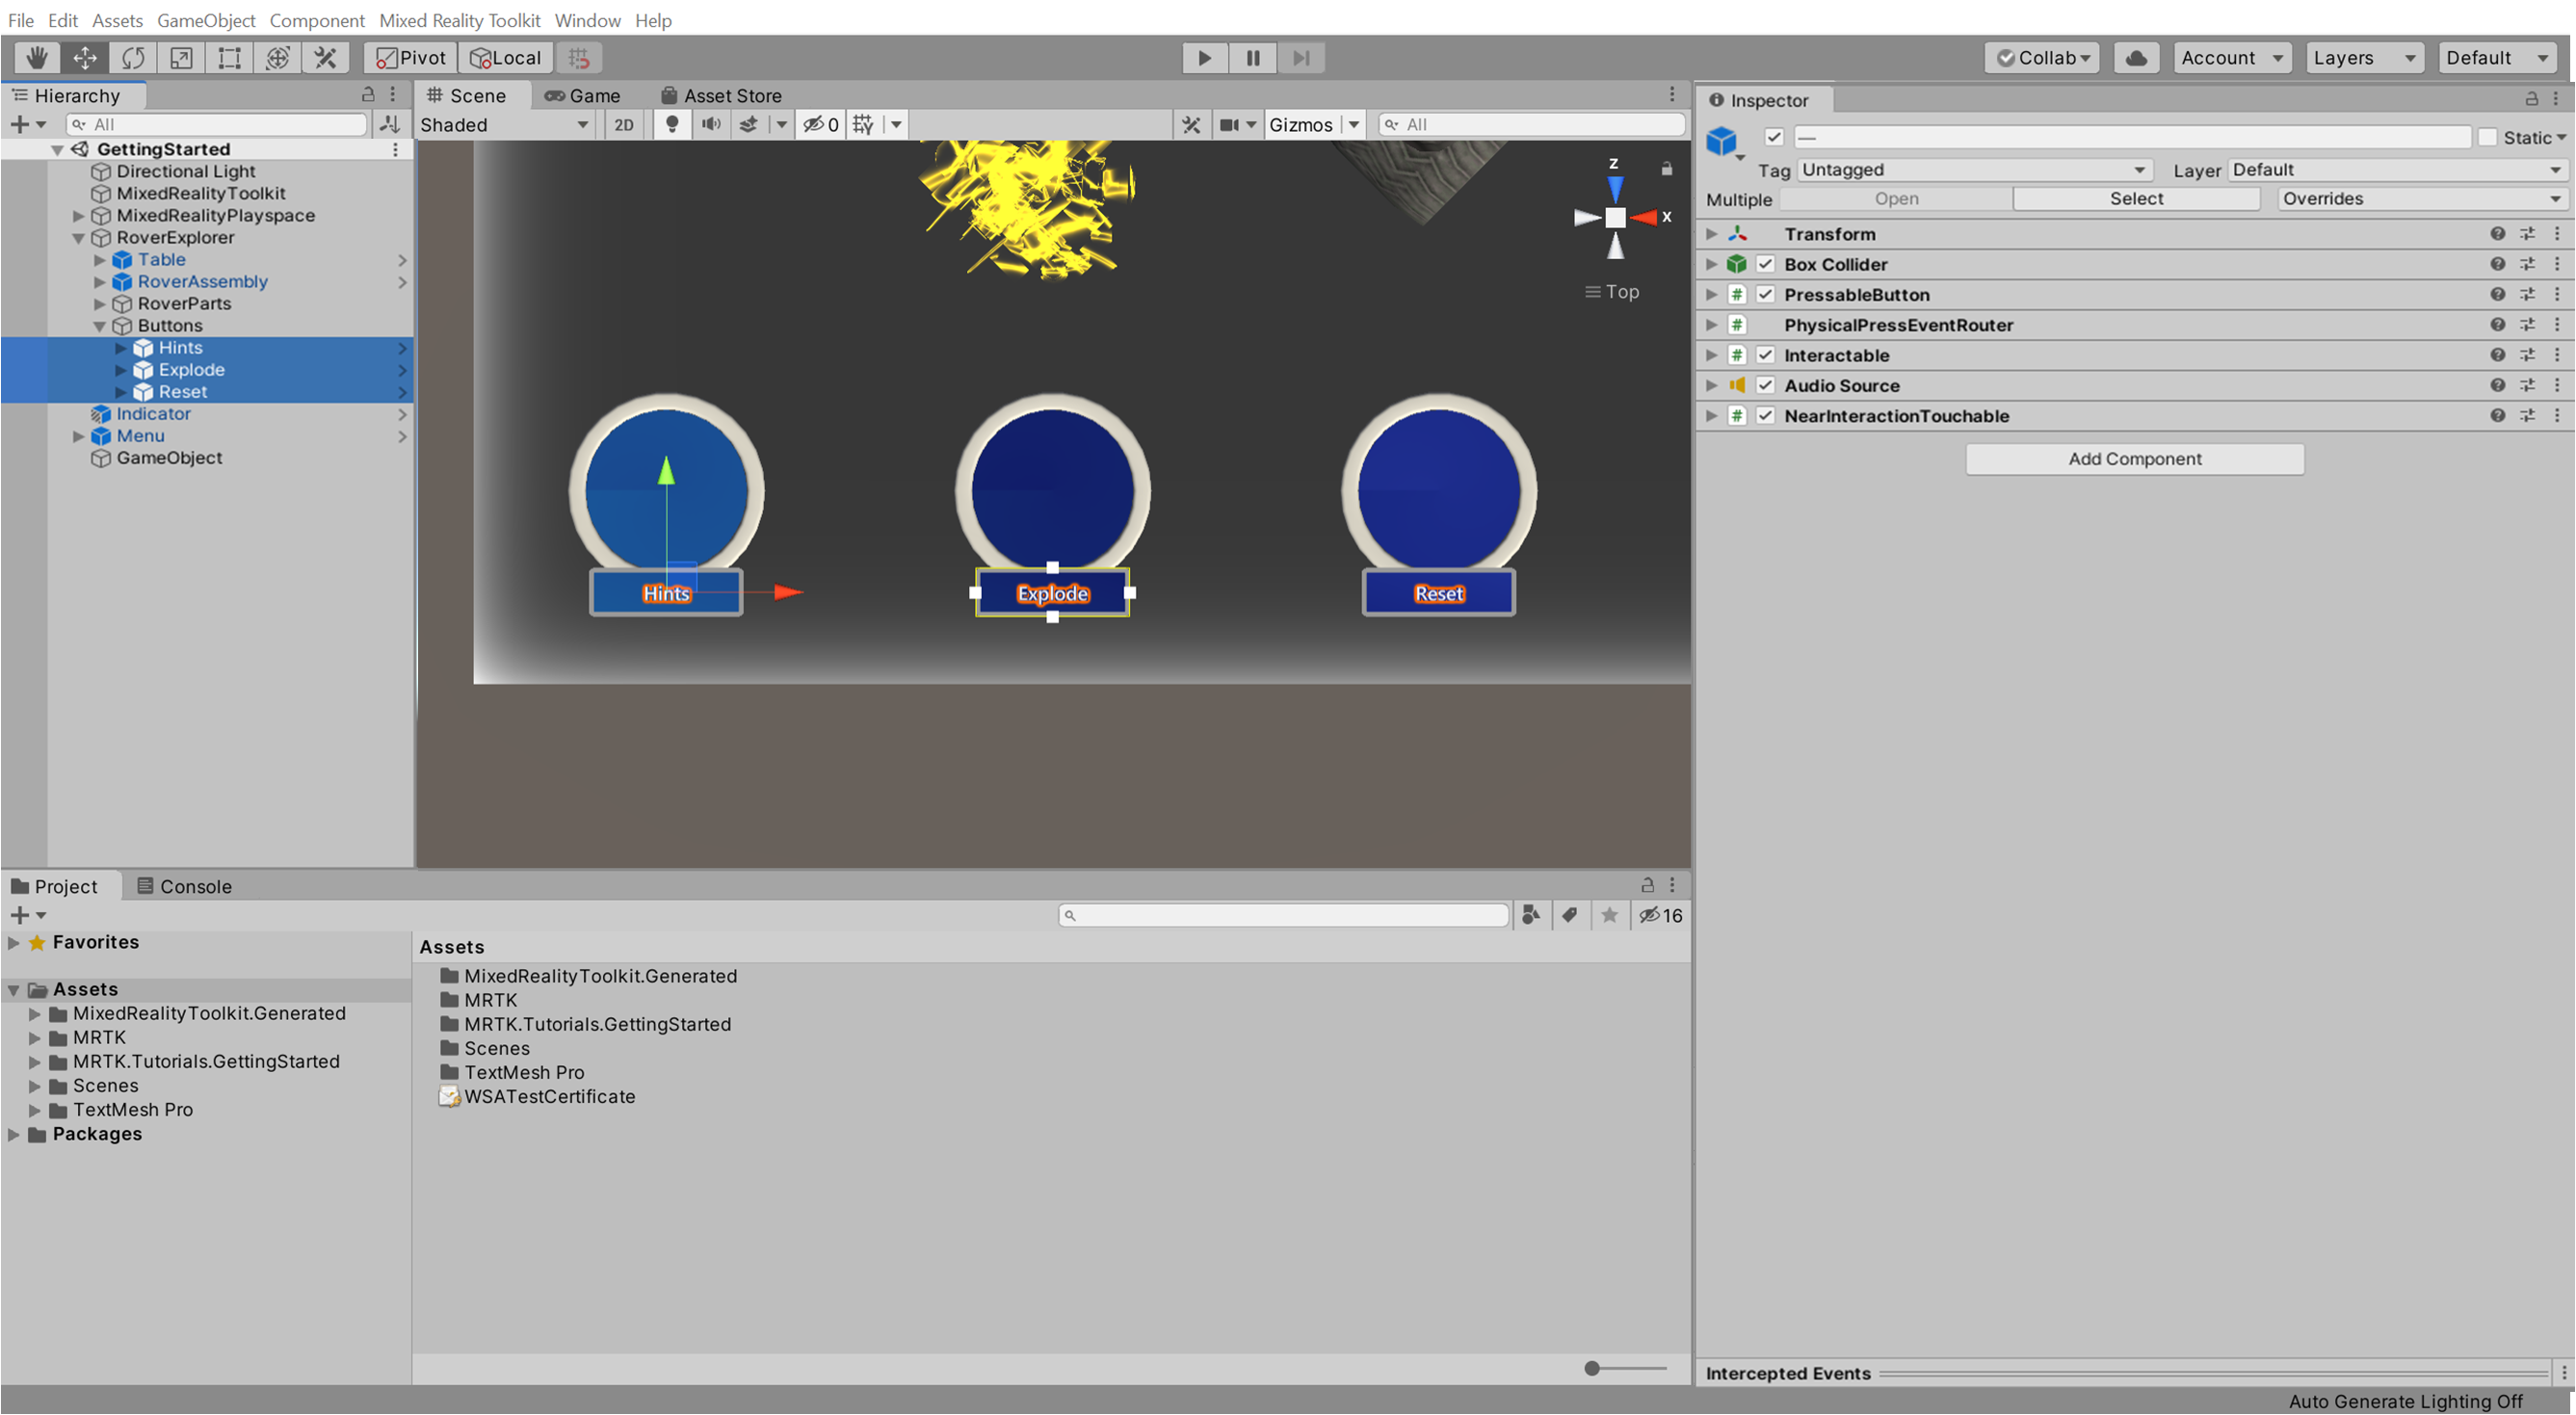 File Edit Assets GameObject Component Mixed Reality Toolkit Window Help
Pivot Local Collab Account Layers Default
Hierarchy
All
GettingStarted
Directional Light
MixedRealityToolkit
MixedRealityPlayspace
RoverExplorer
Table
RoverAssembly
RoverParts
Buttons
Hints
Explode
Reset
Indicator
Menu
GameObject
Scene Game Asset Store
Shaded 2D 0 Gizmos All
z
x
Top
Hints Explode Reset
Inspector
— Static
Tag Untagged Layer Default
Multiple Open Select Overrides
Transform
Box Collider
# PressableButton
# PhysicalPressEventRouter
# Interactable
Audio Source
# NearInteractionTouchable
Add Component
Project Console
16
Favorites
Assets
MixedRealityToolkit.Generated
MRTK
MRTK.Tutorials.GettingStarted
Scenes
TextMesh Pro
Packages
Assets
MixedRealityToolkit.Generated
MRTK
MRTK.Tutorials.GettingStarted
Scenes
TextMesh Pro
WSATestCertificate
Intercepted Events
Auto Generate Lighting Off